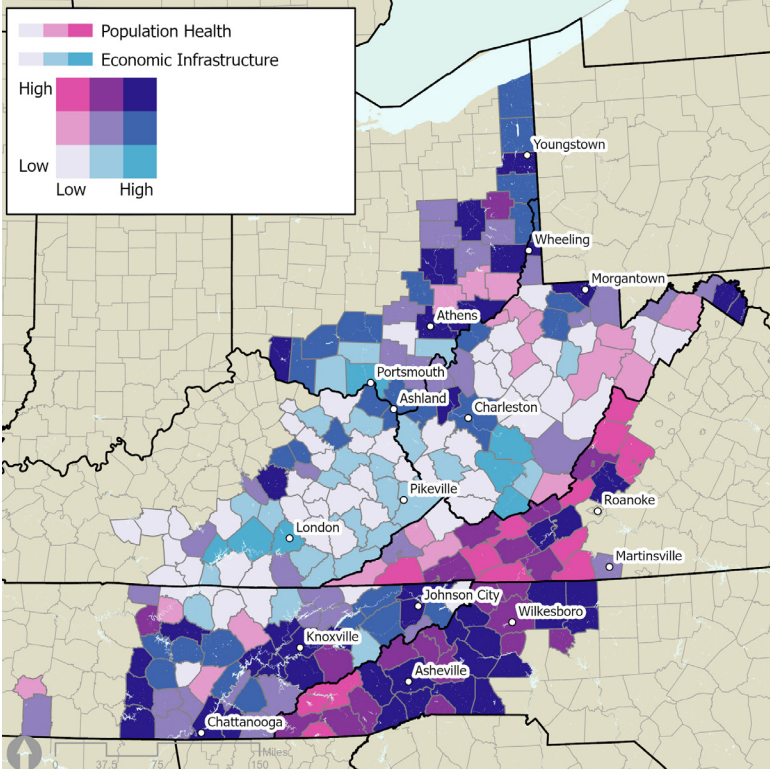 Population Health
Economic Infrastructure
High
Low
Low
High
Youngstown
Wheeling
Morgantown
Athens
Portsmouth
Ashland
Charleston
Pikeville
Roanoke
London
Martinsville
Johnson City
Wilkesboro
Knoxville
Asheville
Chattanooga
Miles
0
37.5
75
150